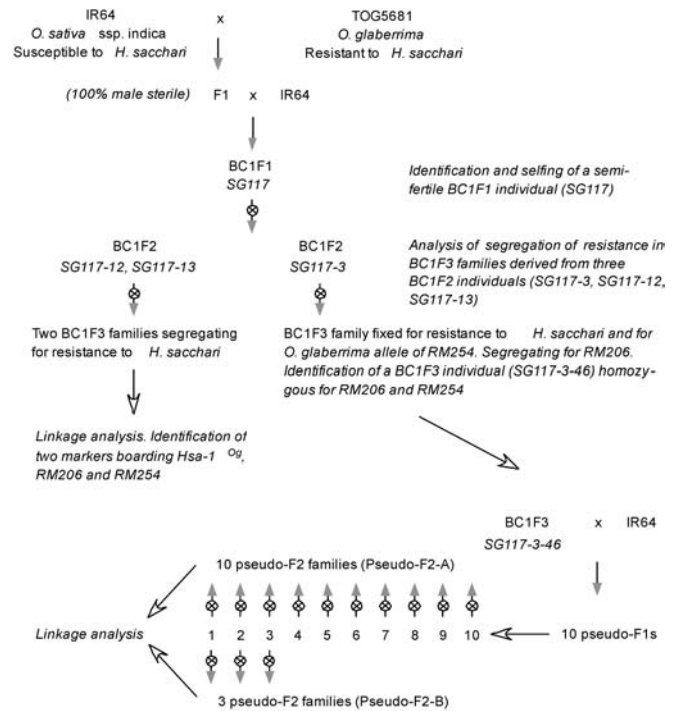 IR64 x TOG5681
O. sativa ssp. indica O. glaberrima
Susceptible to H. sacchari Resistant to H. sacchari
(100% male sterile) F1 x IR64
BC1F1
SG117
Identification and selfing of a semi-
fertile BC1F1 individual (SG117)
BC1F2
SG117-12, SG117-13
BC1F2
SG117-3
Analysis of segregation of resistance in
BC1F3 families derived from three
BC1F2 individuals (SG117-3, SG117-12,
SG117-13)
Two BC1F3 families segregating
for resistance to H. sacchari
BC1F3 family fixed for resistance to H. sacchari and for
O. glaberrima allele of RM254. Segregating for RM206.
Identification of a BC1F3 individual (SG117-3-46) homozy-
gous for RM206 and RM254
Linkage analysis. Identification of
two markers boarding Hsa-1 Og,
RM206 and RM254
BC1F3 x IR64
SG117-3-46
10 pseudo-F2 families (Pseudo-F2-A)
Linkage analysis 1 2 3 4 5 6 7 8 9 10 10 pseudo-F1s
3 pseudo-F2 families (Pseudo-F2-B)